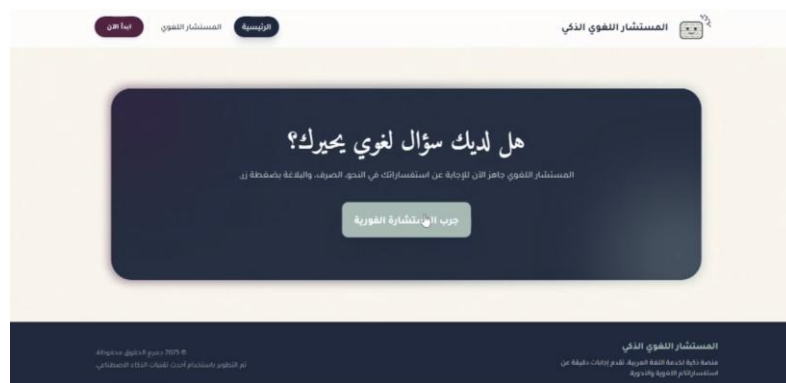 المستشار اللغوي الذكي
الرئيسية
المستشار اللغوي
ابدأ الآن
هل لديك سؤال لغوي يحيرك؟
المستشار اللغوي جاهز الآن للإجابة عن استفساراتك في النحو، الصرف، والبلاغة بضغطة زر.
جرب الاستشارة الفورية
المستشار اللغوي الذكي
منصة ذكية لخدمة اللغة العربية، تقدم إجابات دقيقة عن
استفساراتكم اللغوية والنحوية
© 2025 جميع الحقوق محفوظة
تم التطوير باستخدام أحدث تقنيات الذكاء الاصطناعي.